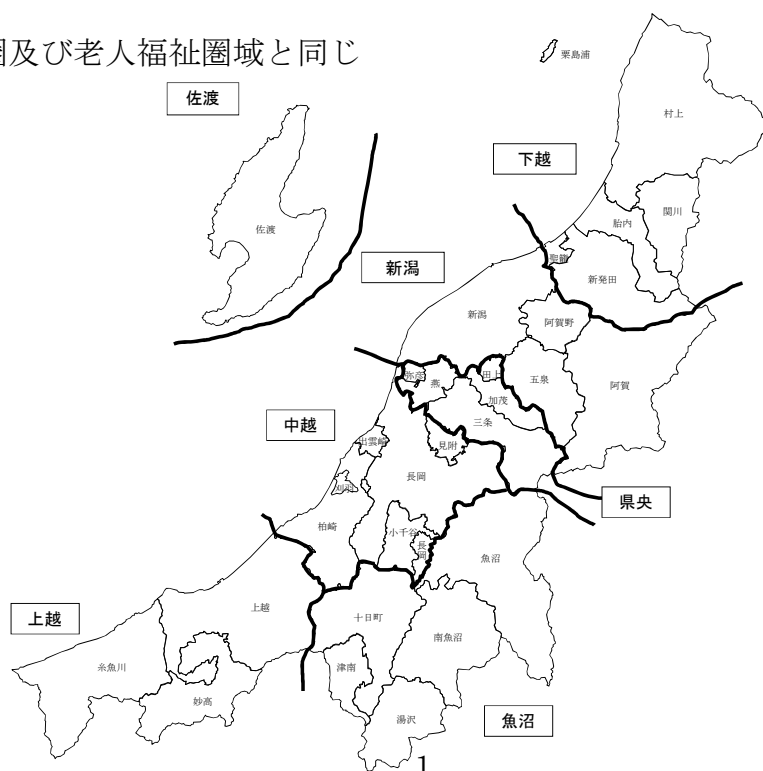 圏及び老人福祉圏域と同じ
粟島浦
佐渡
村上
下越
関川
胎内
佐渡
聖籠
新潟
新発田
新潟
阿賀野
弥彦
燕
田上
五泉
阿賀
加茂
三条
中越
出雲崎
見附
長岡
刈羽
県央
柏崎
小千谷
長岡
魚沼
上越
上越
十日町
南魚沼
糸魚川
津南
妙高
湯沢
魚沼
1